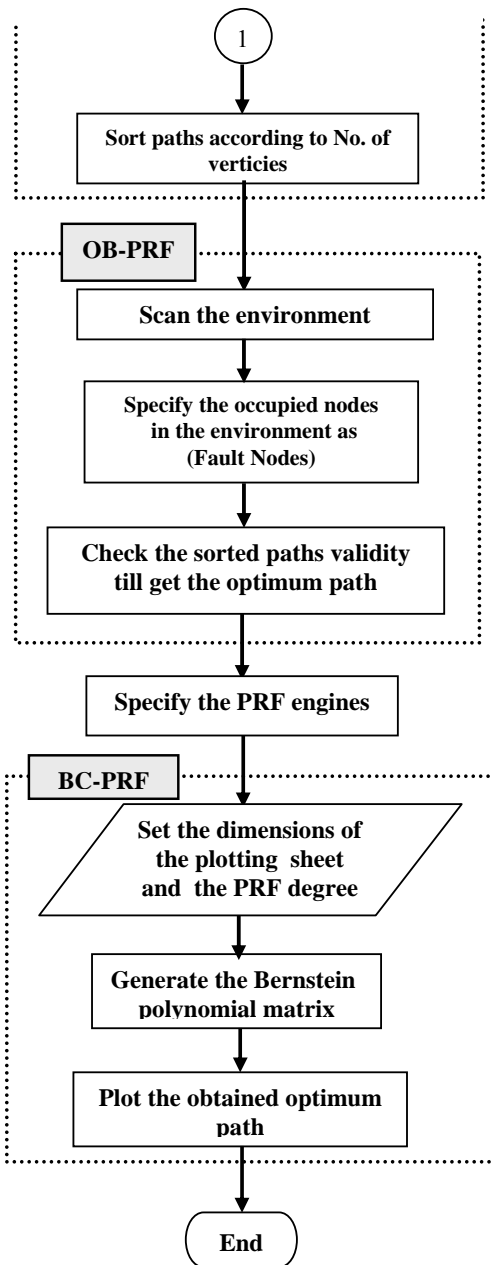 1
Sort paths according to No. of
verticies
OB-PRF
Scan the environment
Specify the occupied nodes
in the environment as
(Fault Nodes)
Check the sorted paths validity
till get the optimum path
Specify the PRF engines
BC-PRF
Set the dimensions of
the plotting sheet
and the PRF degree
Generate the Bernstein
polynomial matrix
Plot the obtained optimum
path
End